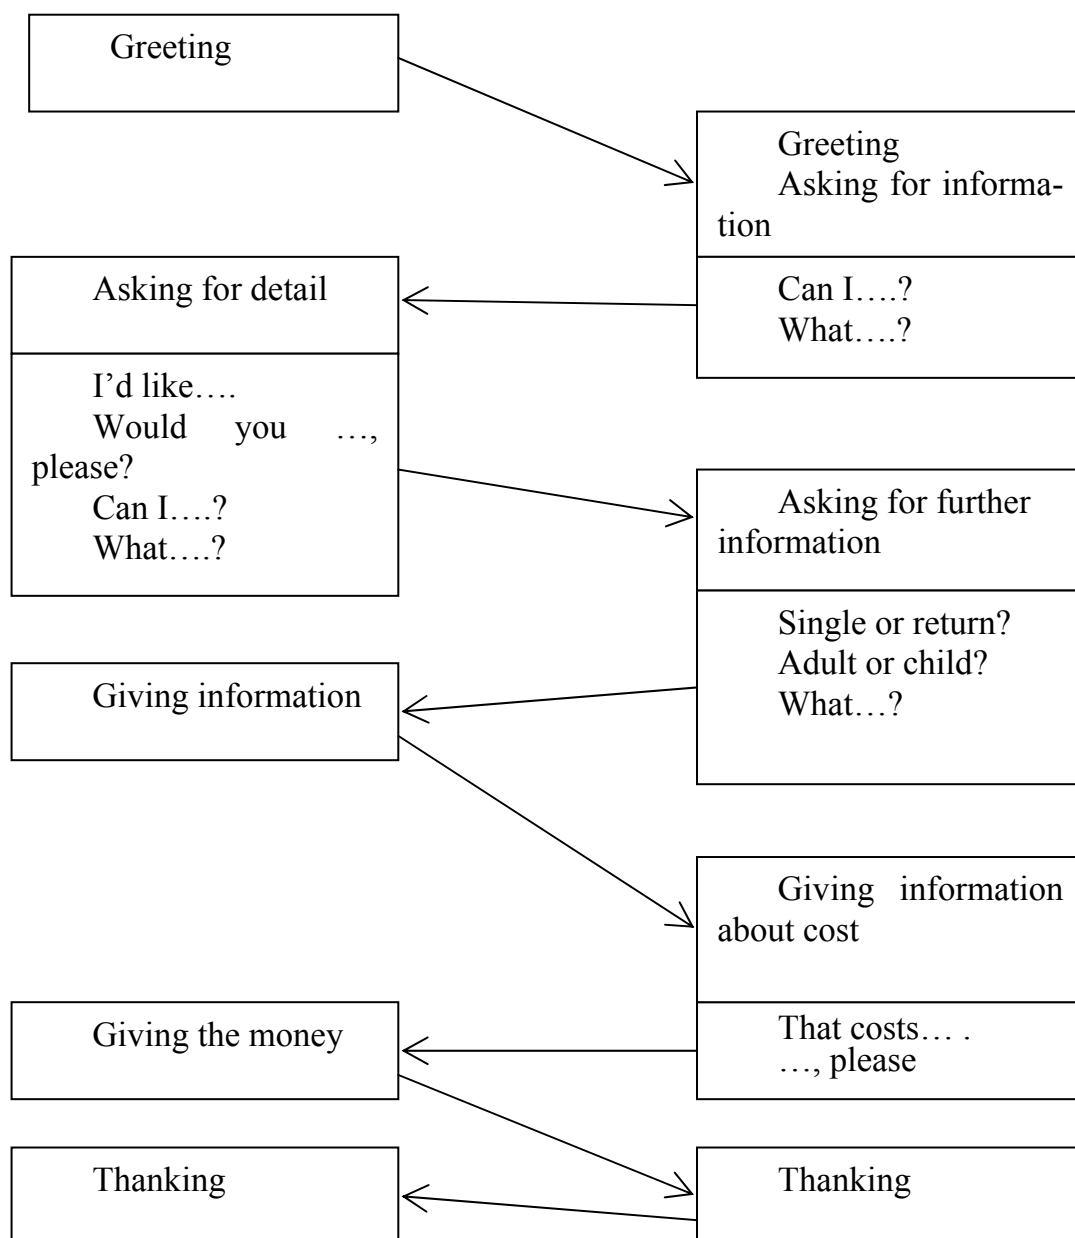 Greeting
Greeting
Asking for informa-
tion
Can I….?
What….?
Asking for detail
I’d like….
Would you …,
please?
Can I….?
What….?
Asking for further
information
Single or return?
Adult or child?
What…?
Giving information
Giving information
about cost
That costs… .
…, please
Giving the money
Thanking
Thanking